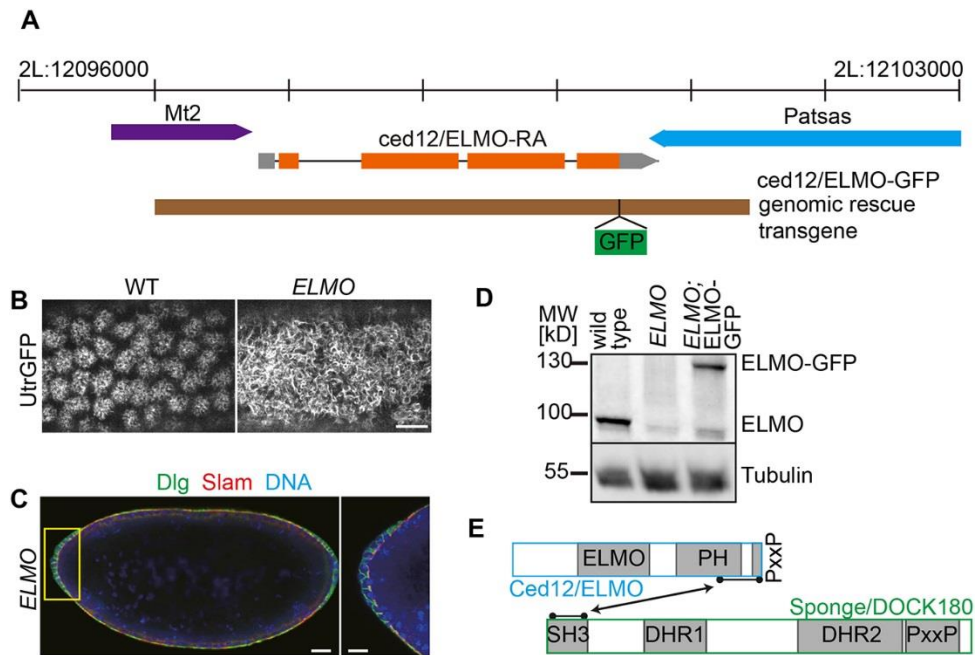 A
2L:12096000 2L:12103000
Mt2
Patsas
ced12/ELMO-RA
ced12/ELMO-GFP
genomic rescue
transgene
GFP
B
WT ELMO
UtrGFP
Dlg Slam DNA
C
ELMO
D
MW
[kD]
wild
type
ELMO
ELMO;
ELMO-
GFP
130
ELMO-GFP
100
ELMO
55
Tubulin
E
ELMO PH PxxP
Ced12/ELMO
Sponge/DOCK180
SH3 DHR1 DHR2 PxxP